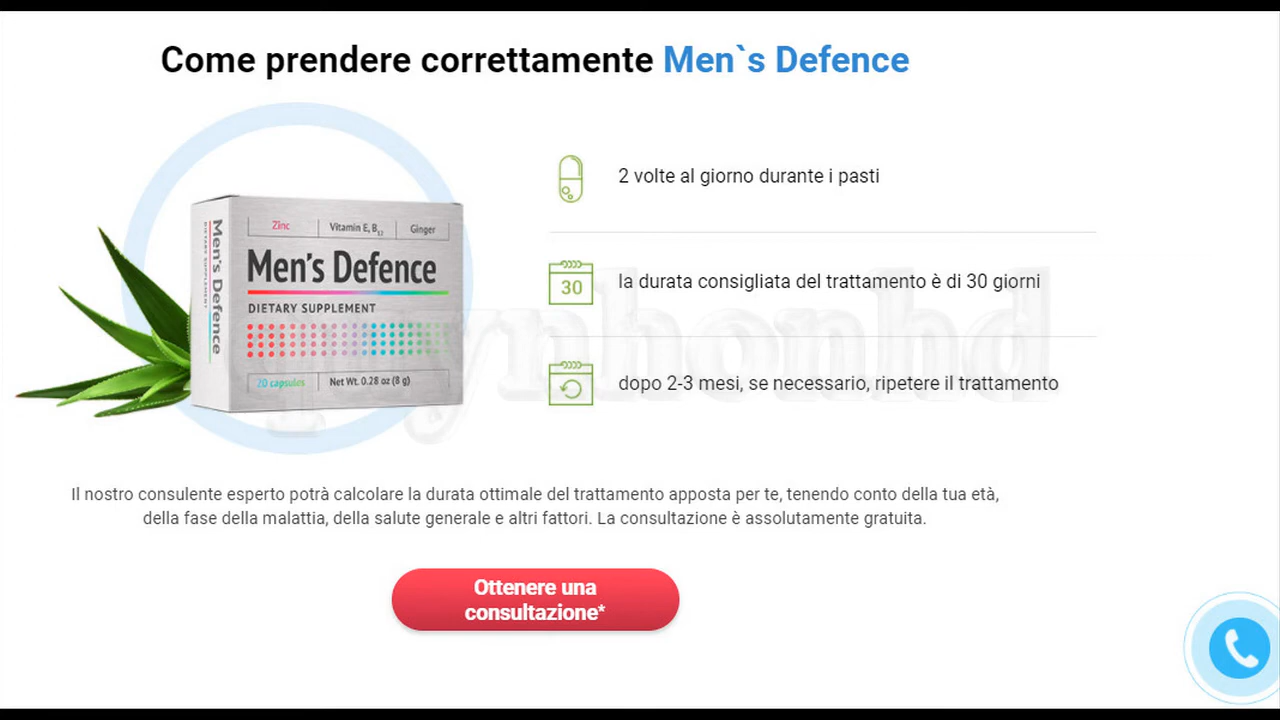 Come prendere correttamente Men`s Defence
2 volte al giorno durante i pasti
Zinc
Vitamin E, B12
Ginger
Men's Defence
DIETARY SUPPLEMENT
Men's Defence
DIETARY SUPPLEMENT
20 capsules
Net Wt. 0.28 oz (8 g)
30
la durata consigliata del trattamento è di 30 giorni
dopo 2-3 mesi, se necessario, ripetere il trattamento
Il nostro consulente esperto potrà calcolare la durata ottimale del trattamento apposta per te, tenendo conto della tua età,
della fase della malattia, della salute generale e altri fattori. La consultazione è assolutamente gratuita.
Ottenere una
consultazione*